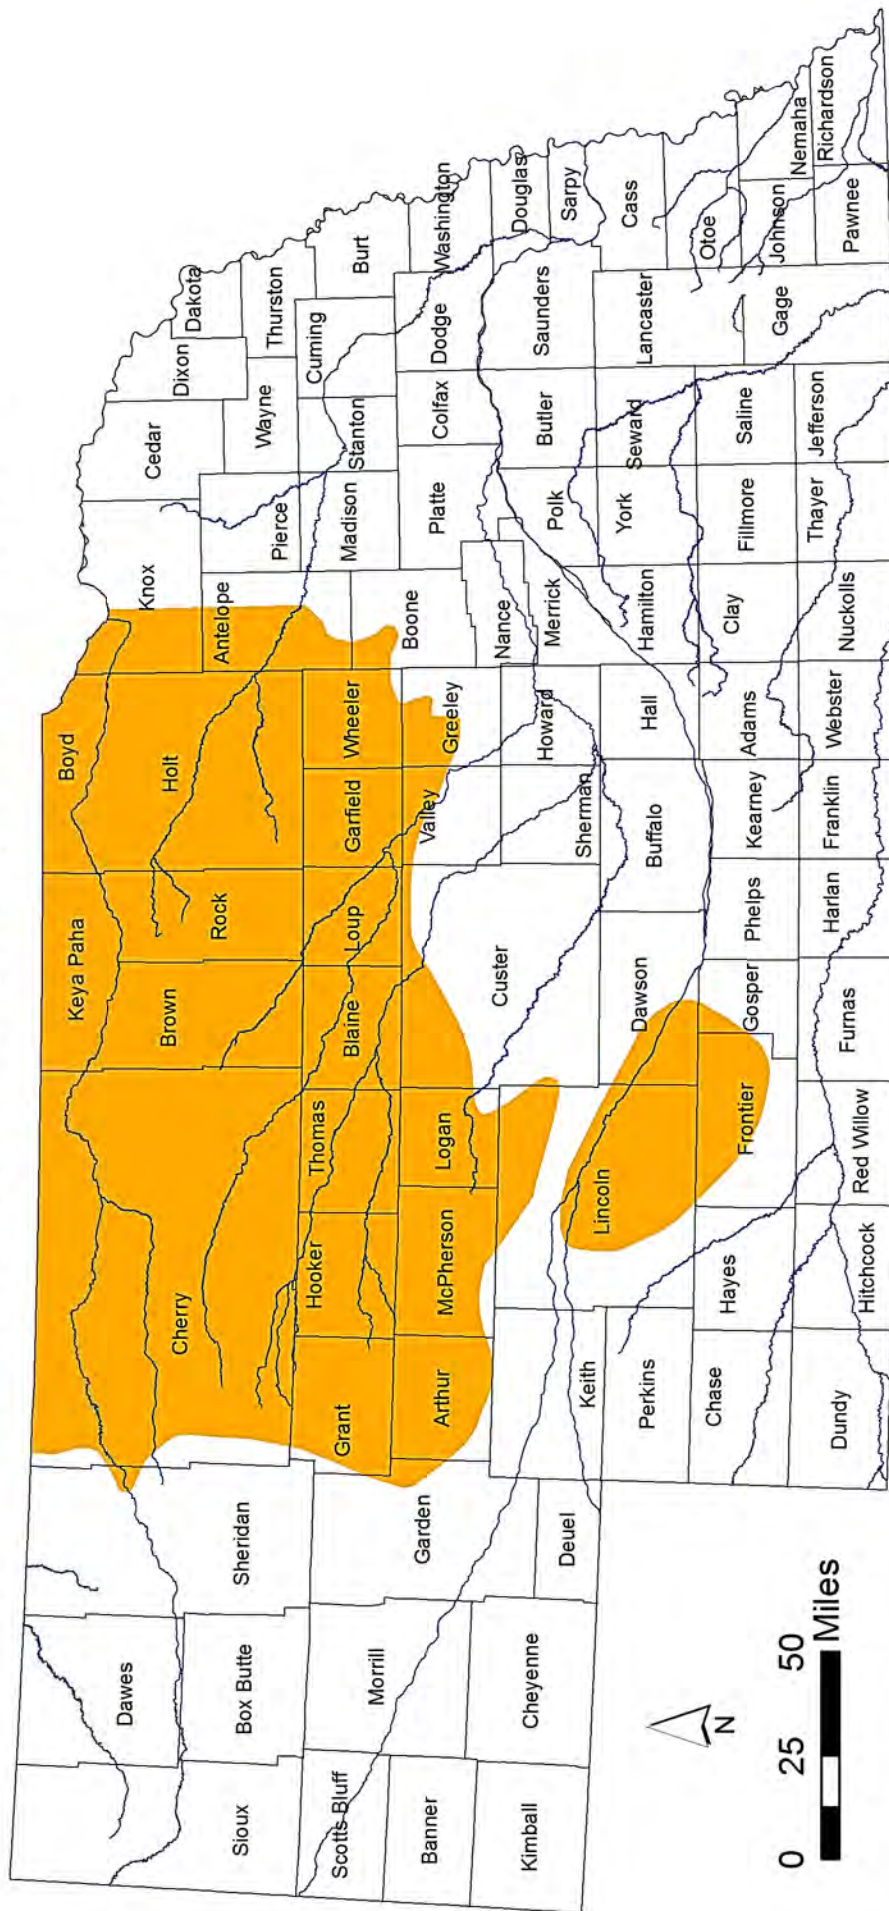 Sioux
Dawes
Box Butte
Sheridan
Scotts Bluff
Banner
Kimball
Morrill
Cheyenne
Garden
Deuel
Cherry
Grant
Hooker
Thomas
Arthur
McPherson
Logan
Keith
Perkins
Lincoln
Chase
Hayes
Frontier
Dundy
Hitchcock
Red Willow
Keya Paha
Boyd
Brown
Rock
Holt
Blaine
Loup
Garfield
Wheeler
Custer
Valley
Greeley
Sherman
Howard
Dawson
Buffalo
Hall
Gosper
Phelps
Kearney
Adams
Furnas
Harlan
Franklin
Webster
Knox
Cedar
Dixon
Dakota
Antelope
Pierce
Wayne
Thurston
Boone
Madison
Stanton
Cuming
Burt
Nance
Platte
Colfax
Dodge
Washington
Merrick
Polk
Butler
Saunders
Douglas
Sarpy
Hamilton
York
Seward
Lancaster
Cass
Otoe
Clay
Fillmore
Saline
Gage
Johnson
Nemaha
Nuckolls
Thayer
Jefferson
Pawnee
Richardson
N
0 25 50
Miles